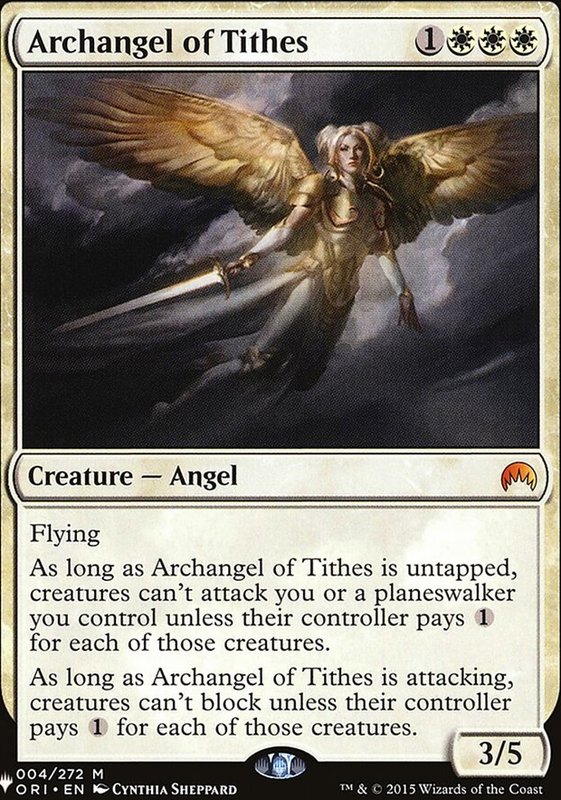 Archangel of Tithes 1
Creature — Angel
Flying
As long as Archangel of Tithes is untapped,
creatures can't attack you or a planeswalker
you control unless their controller pays 1
for each of those creatures.
As long as Archangel of Tithes is attacking,
creatures can't block unless their controller
pays 1 for each of those creatures.
3/5
004/272 M
ORI • EN Cynthia Sheppard
™ & © 2015 Wizards of the Coast